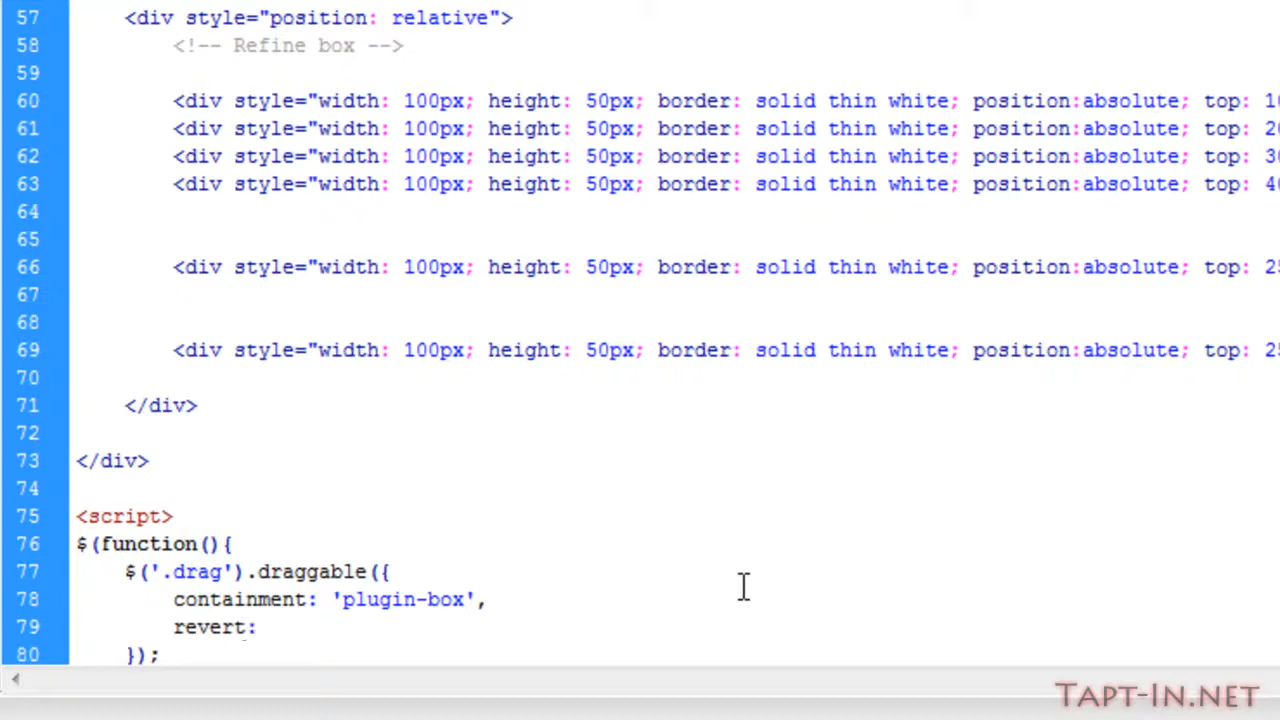 57 <div style="position: relative">
58 <!-- Refine box -->
59
60 <div style="width: 100px; height: 50px; border: solid thin white; position:absolute; top: 10
61 <div style="width: 100px; height: 50px; border: solid thin white; position:absolute; top: 20
62 <div style="width: 100px; height: 50px; border: solid thin white; position:absolute; top: 30
63 <div style="width: 100px; height: 50px; border: solid thin white; position:absolute; top: 40
64
65
66 <div style="width: 100px; height: 50px; border: solid thin white; position:absolute; top: 25
67
68
69 <div style="width: 100px; height: 50px; border: solid thin white; position:absolute; top: 25
70
71 </div>
72
73 </div>
74
75 <script>
76 $(function(){
77 $('.drag').draggable({
78 containment: 'plugin-box',
79 revert:
80 });
TAPT-IN.NET